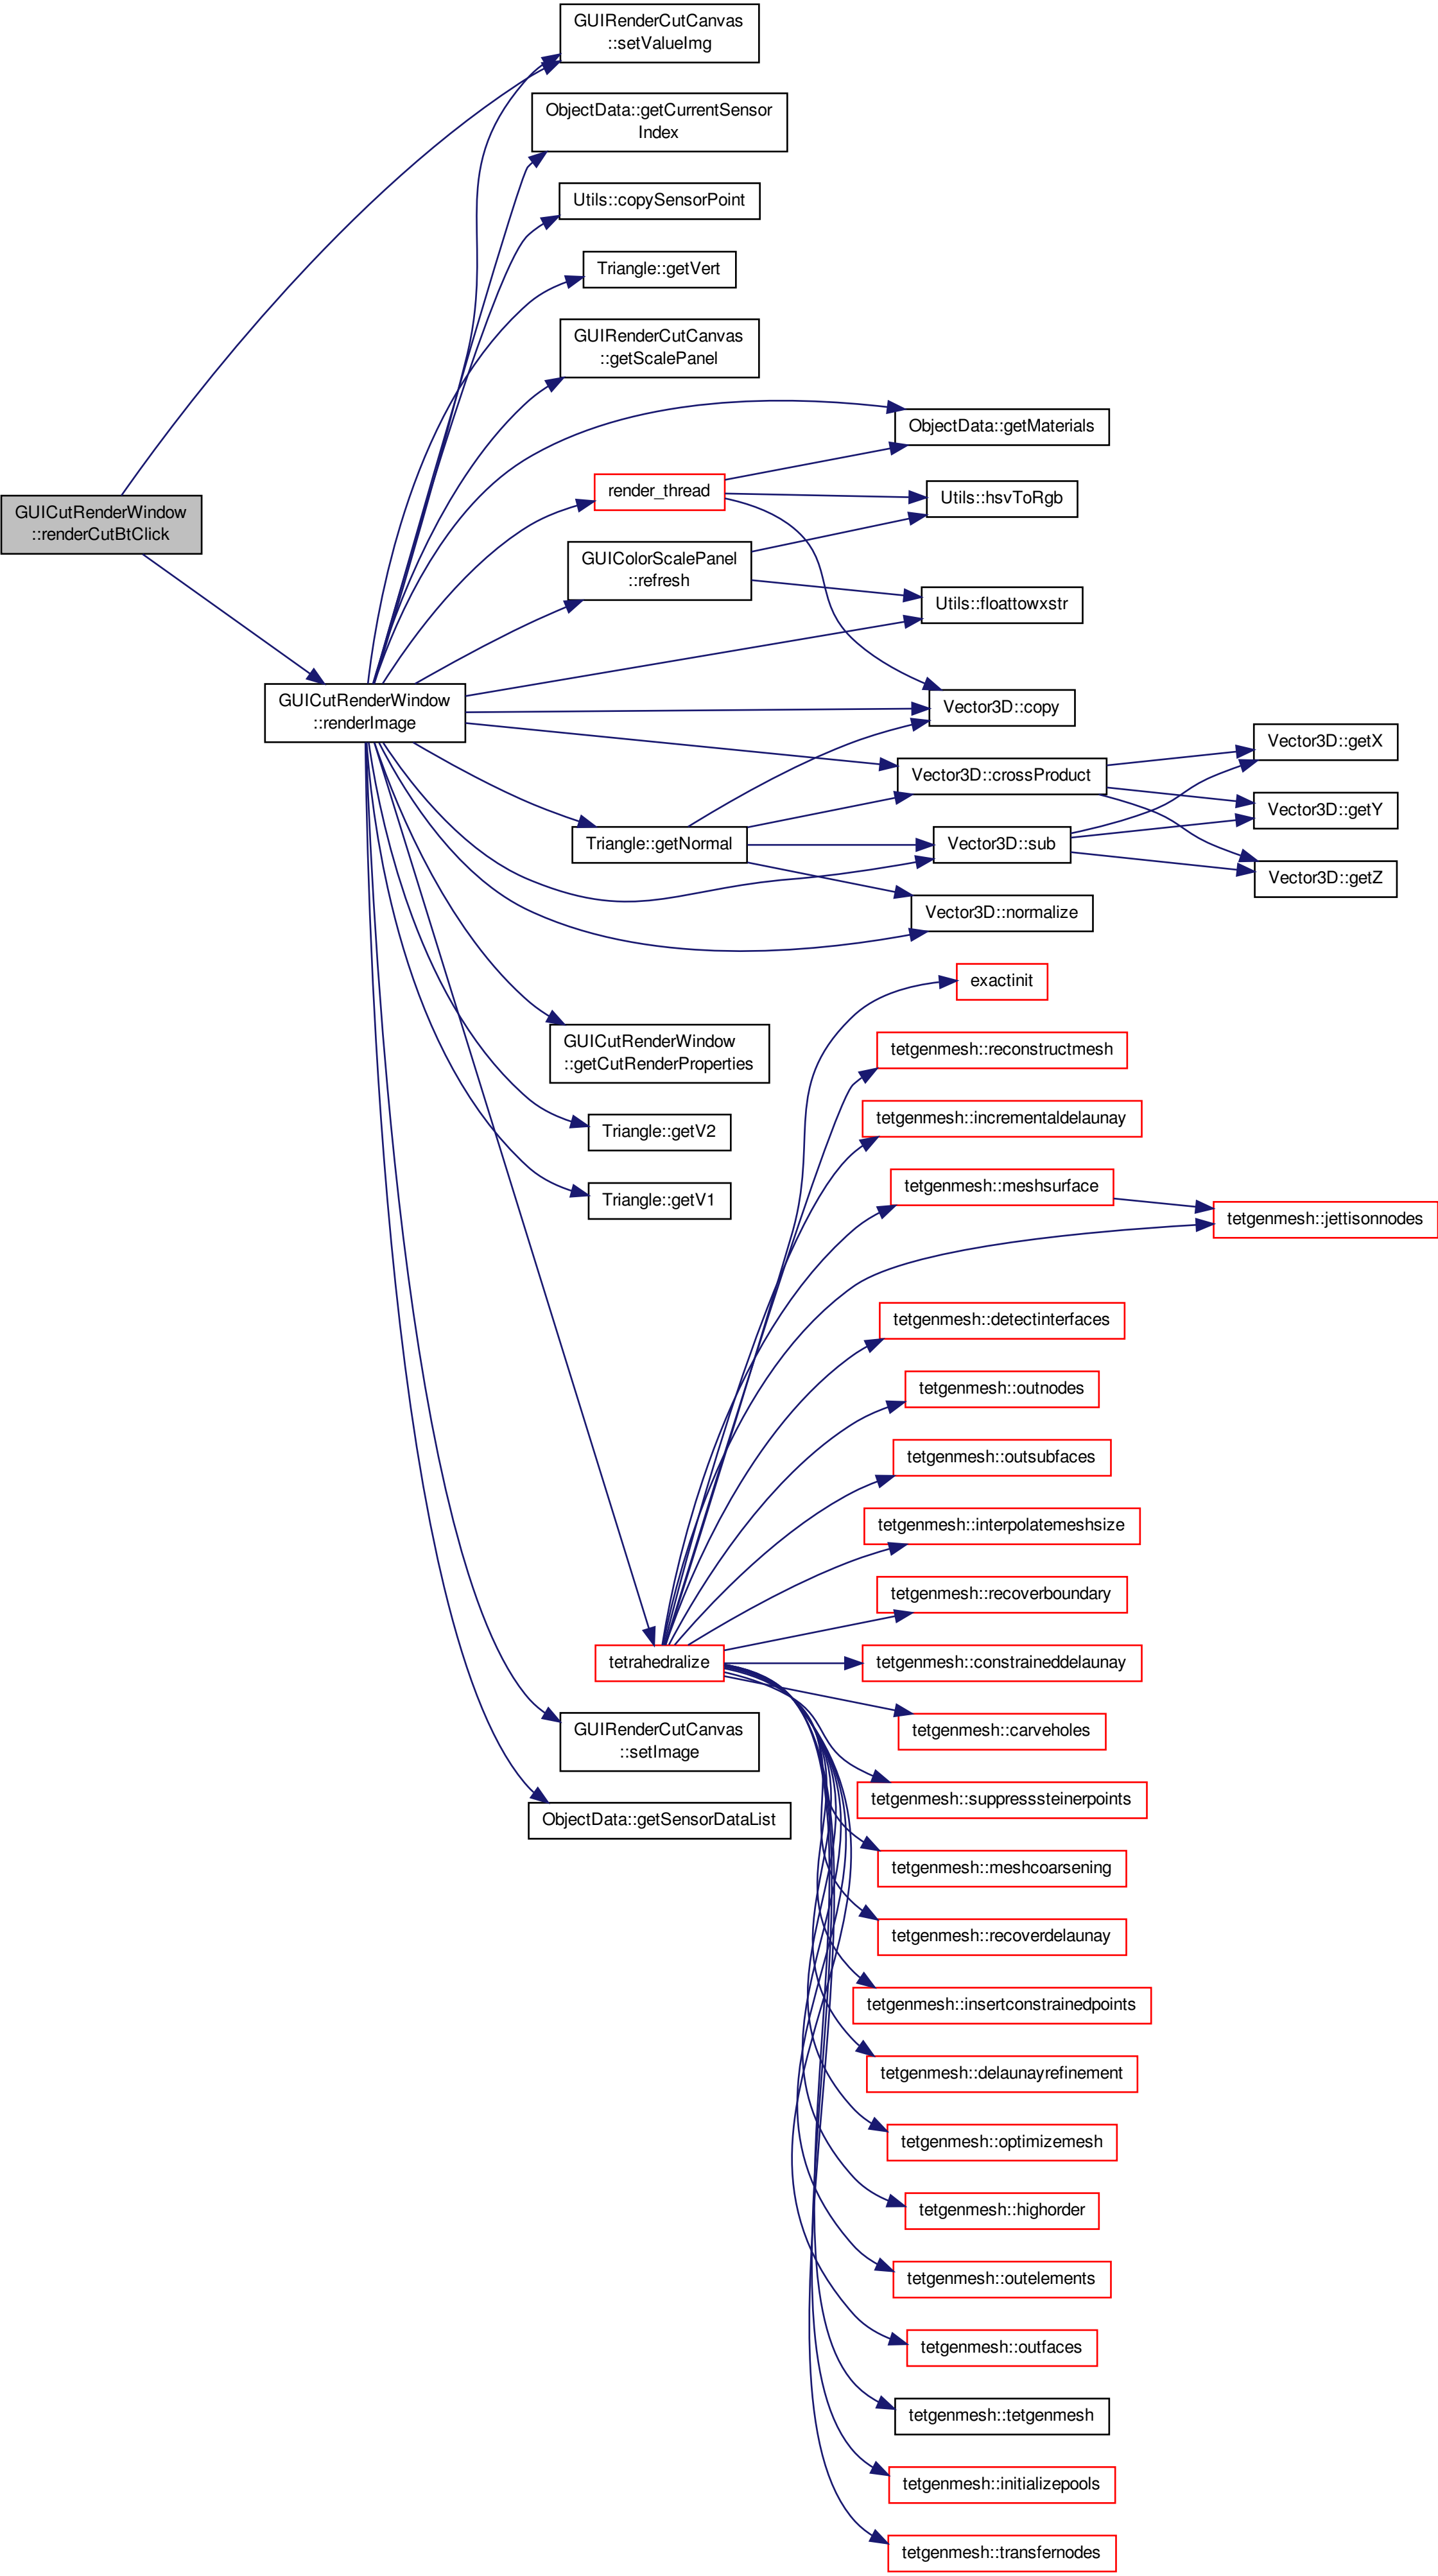 GUIRenderCutCanvas
::setValueImg
ObjectData::getCurrentSensor
Index
Utils::copySensorPoint
Triangle::getVert
GUIRenderCutCanvas
::getScalePanel
ObjectData::getMaterials
render_thread
Utils::hsvToRgb
GUICutRenderWindow
::renderCutBtClick
GUIColorScalePanel
::refresh
Utils::floattowxstr
GUICutRenderWindow
::renderImage
Vector3D::copy
Vector3D::getX
Vector3D::crossProduct
Vector3D::getY
Triangle::getNormal
Vector3D::sub
Vector3D::getZ
Vector3D::normalize
exactinit
GUICutRenderWindow
::getCutRenderProperties
tetgenmesh::reconstructmesh
tetgenmesh::incrementaldelaunay
Triangle::getV2
tetgenmesh::meshsurface
Triangle::getV1
tetgenmesh::jettisonnodes
tetgenmesh::detectinterfaces
tetgenmesh::outnodes
tetgenmesh::outsubfaces
tetgenmesh::interpolatemeshsize
tetgenmesh::recoverboundary
tetrahedralize
tetgenmesh::constraineddelaunay
tetgenmesh::carveholes
GUIRenderCutCanvas
::setImage
tetgenmesh::suppresssteinerpoints
ObjectData::getSensorDataList
tetgenmesh::meshcoarsening
tetgenmesh::recoverdelaunay
tetgenmesh::insertconstrainedpoints
tetgenmesh::delaunayrefinement
tetgenmesh::optimizemesh
tetgenmesh::highorder
tetgenmesh::outelements
tetgenmesh::outfaces
tetgenmesh::tetgenmesh
tetgenmesh::initializepools
tetgenmesh::transfernodes